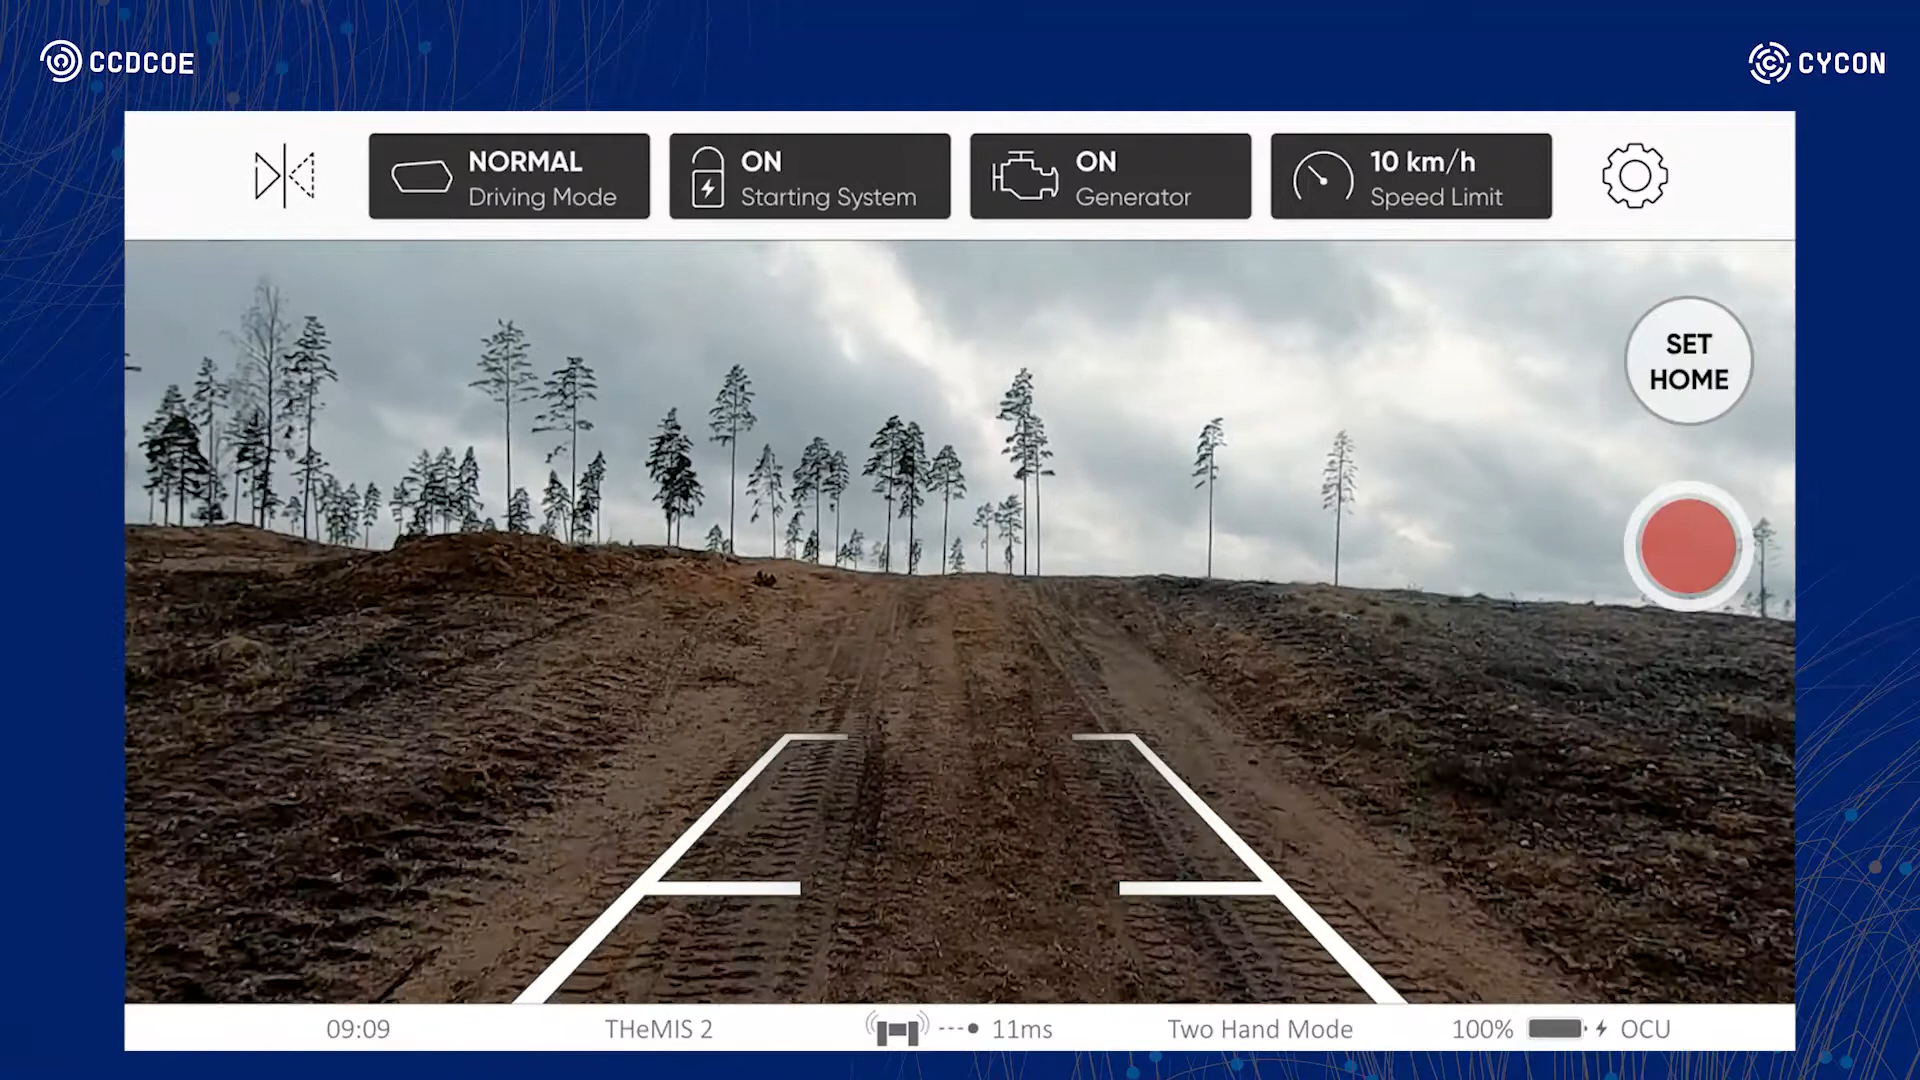 CCDCOE
CYCON
NORMAL
Driving Mode
ON
Starting System
ON
Generator
10 km/h
Speed Limit
SET
HOME
09:09
THeMIS 2
11ms
Two Hand Mode
100%
OCU